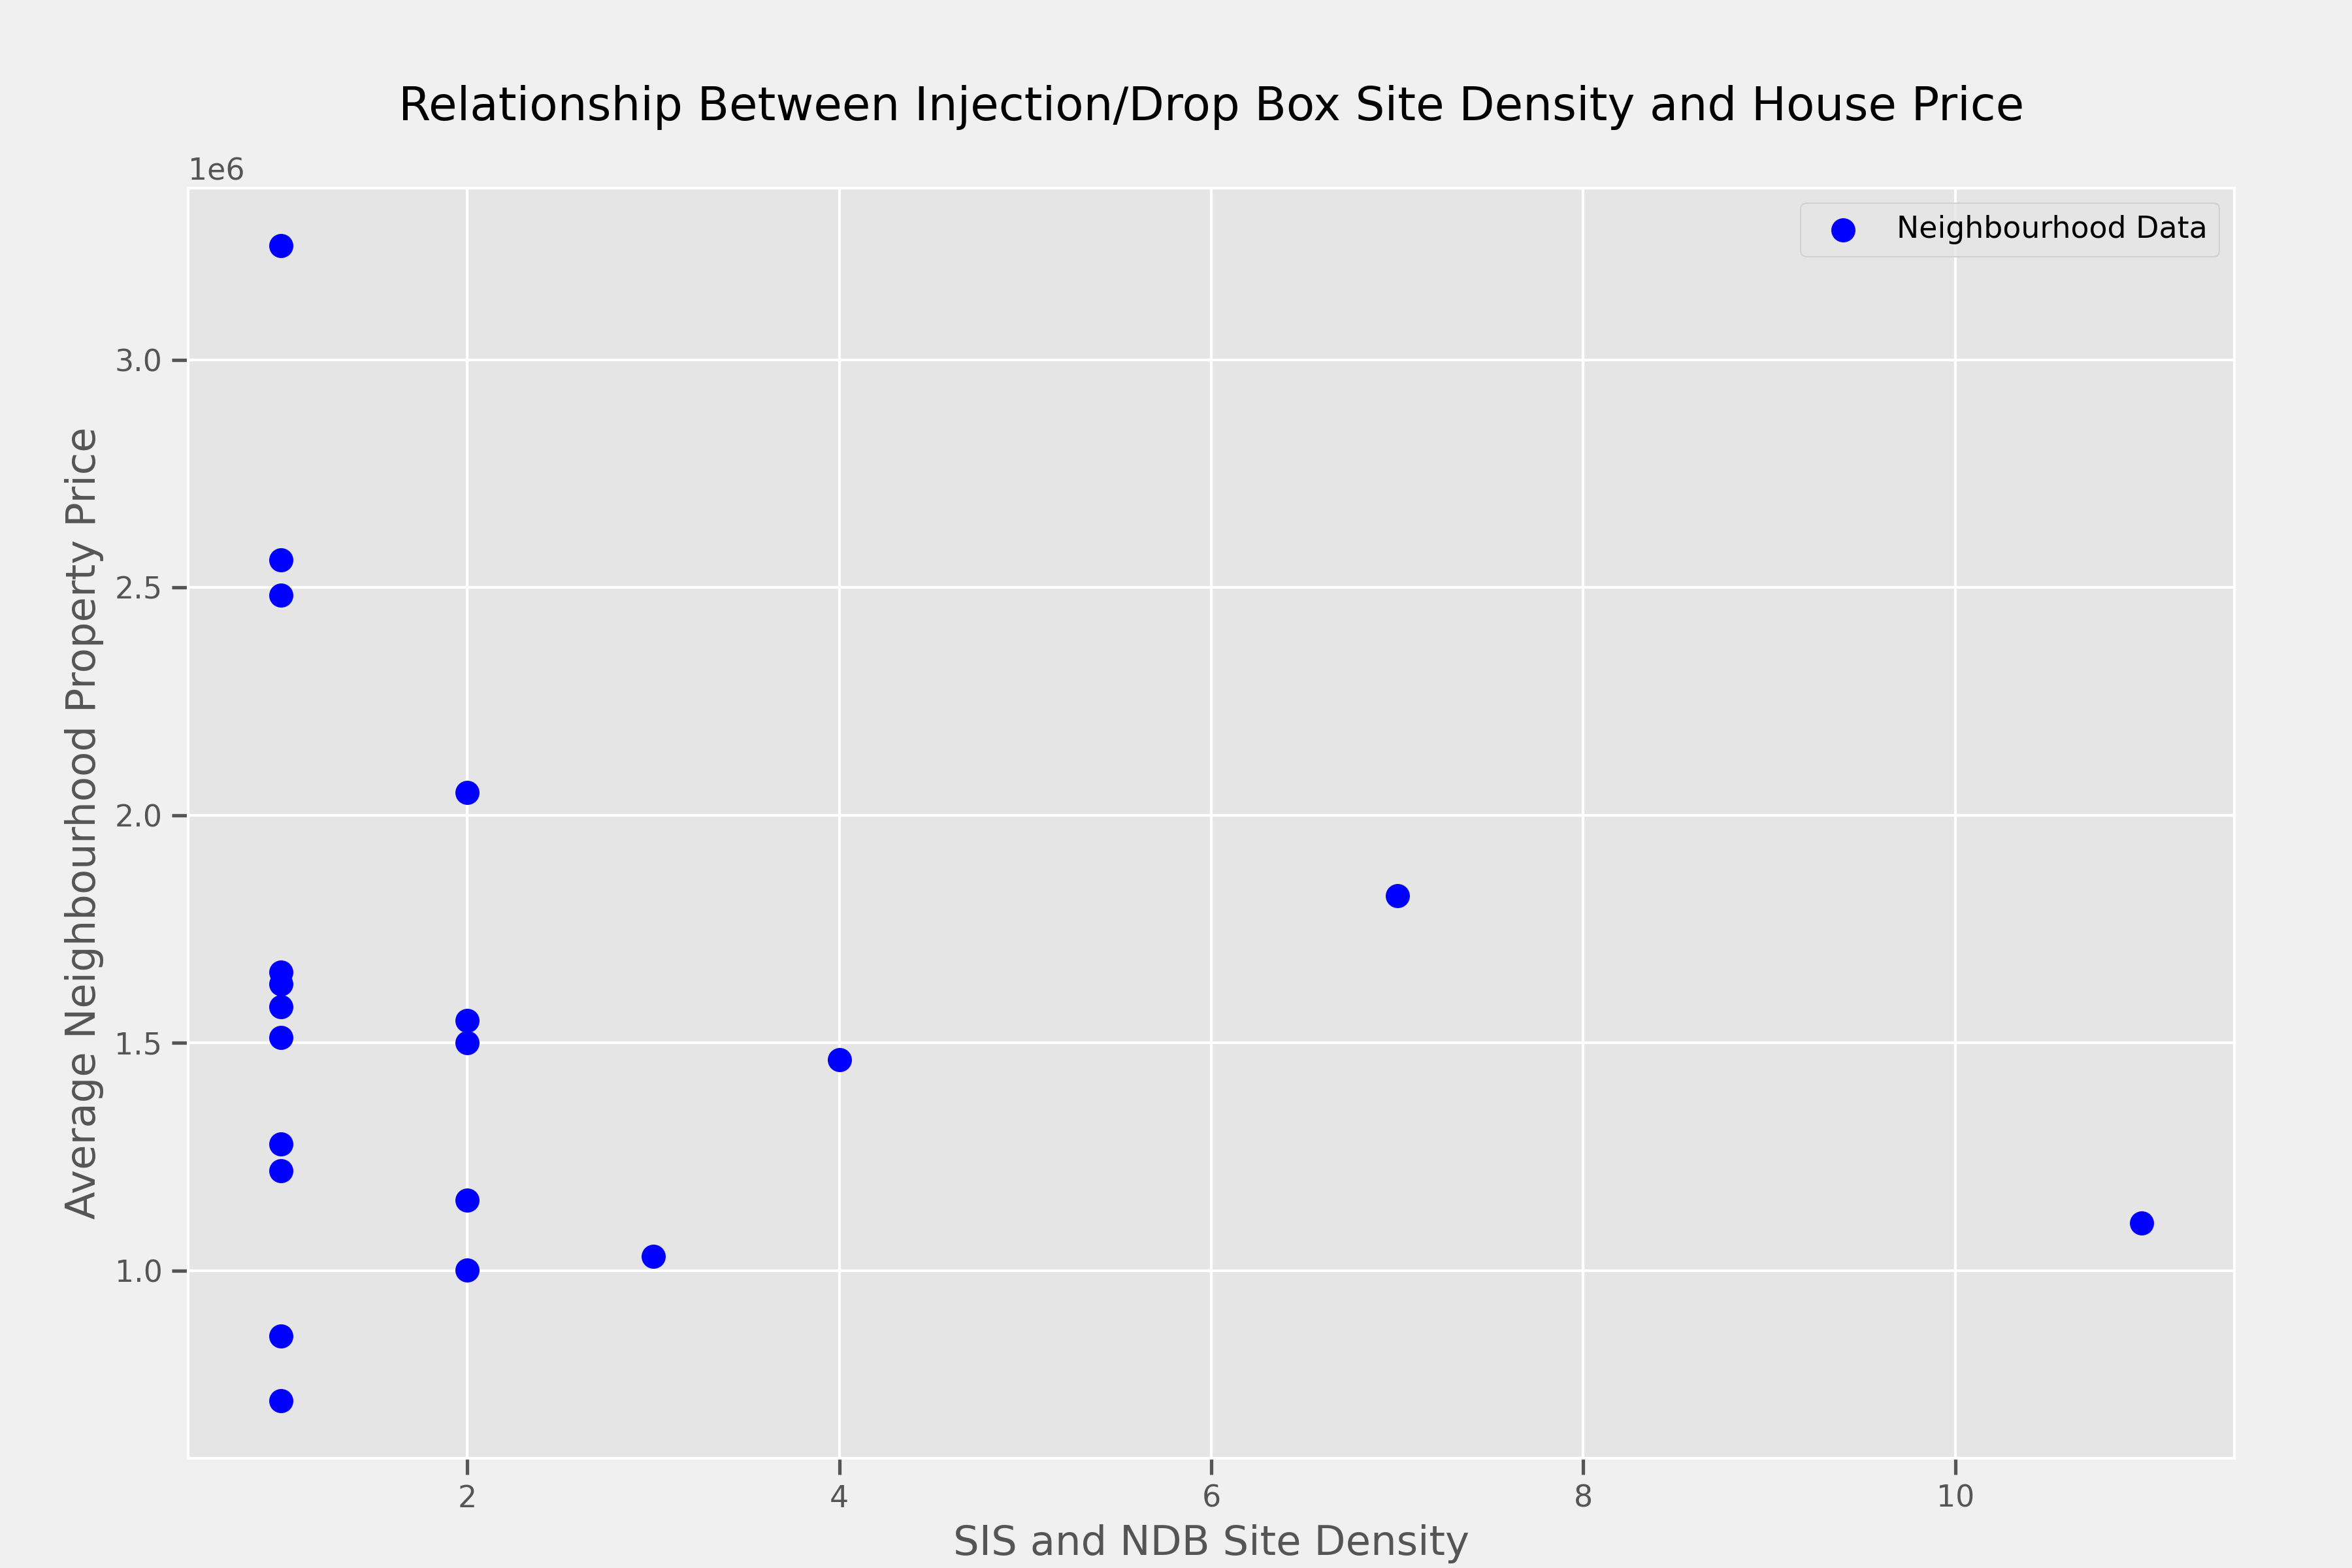 Relationship Between Injection/Drop Box Site Density and House Price
1e6
Neighbourhood Data
3.0
2.5
2.0
1.5
1.0
Average Neighbourhood Property Price
2
4
6
8
10
SIS and NDB Site Density